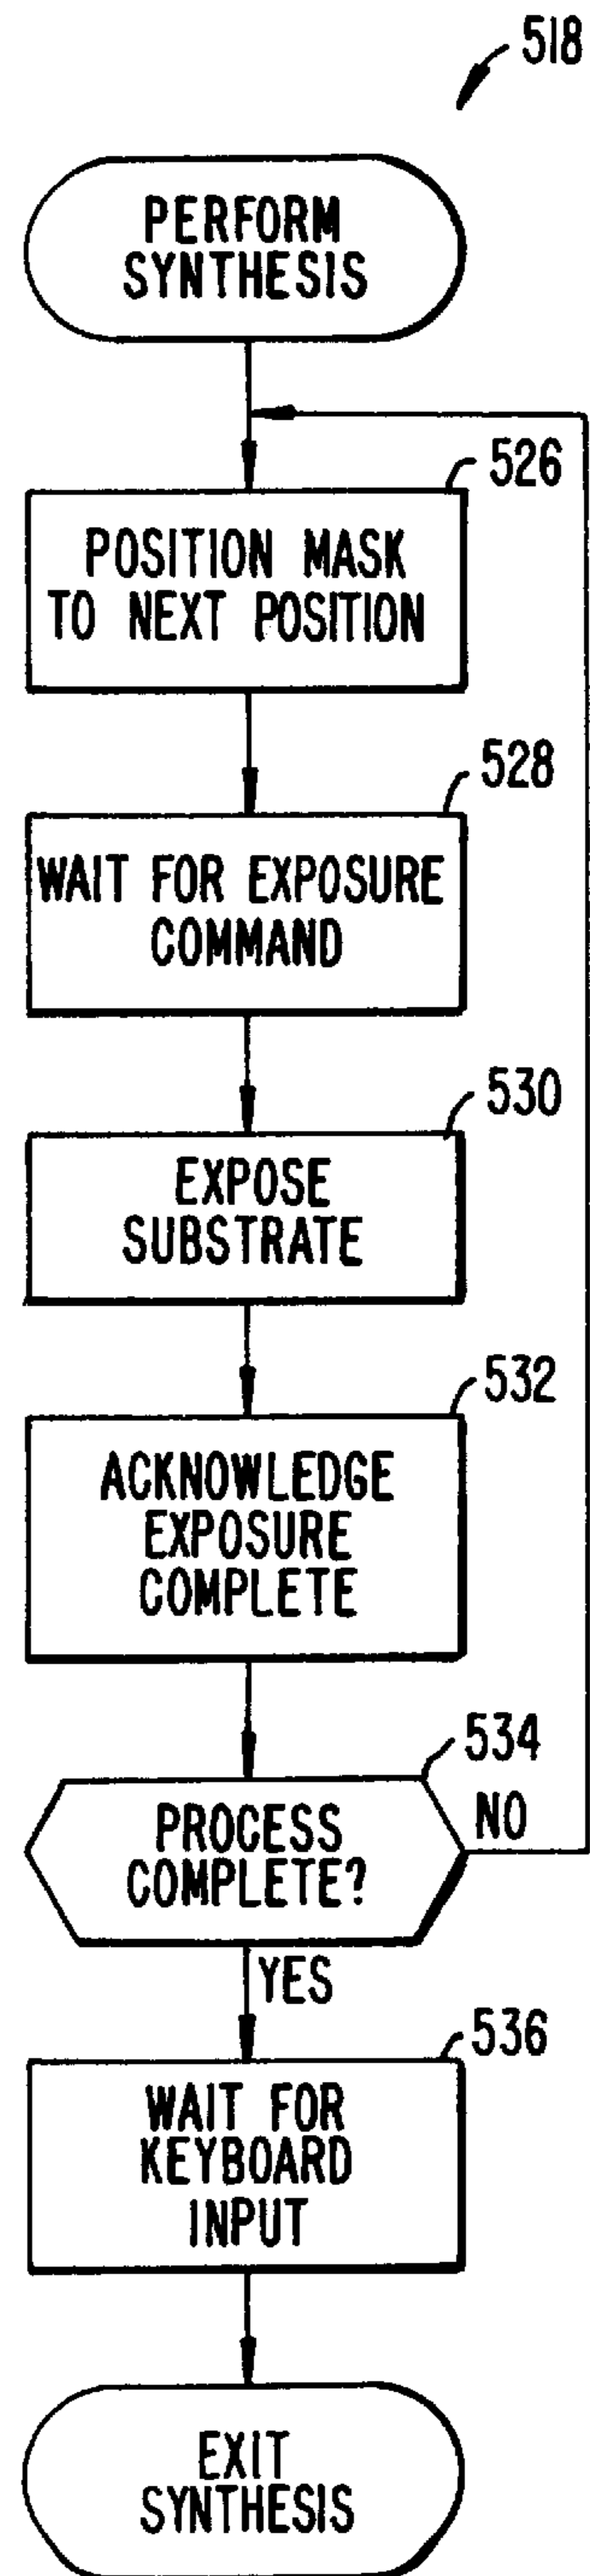 518
PERFORM
SYNTHESIS
526
POSITION MASK
TO NEXT POSITION
528
WAIT FOR EXPOSURE
COMMAND
530
EXPOSE
SUBSTRATE
532
ACKNOWLEDGE
EXPOSURE
COMPLETE
534
PROCESS
COMPLETE?
NO
YES
536
WAIT FOR
KEYBOARD
INPUT
EXIT
SYNTHESIS